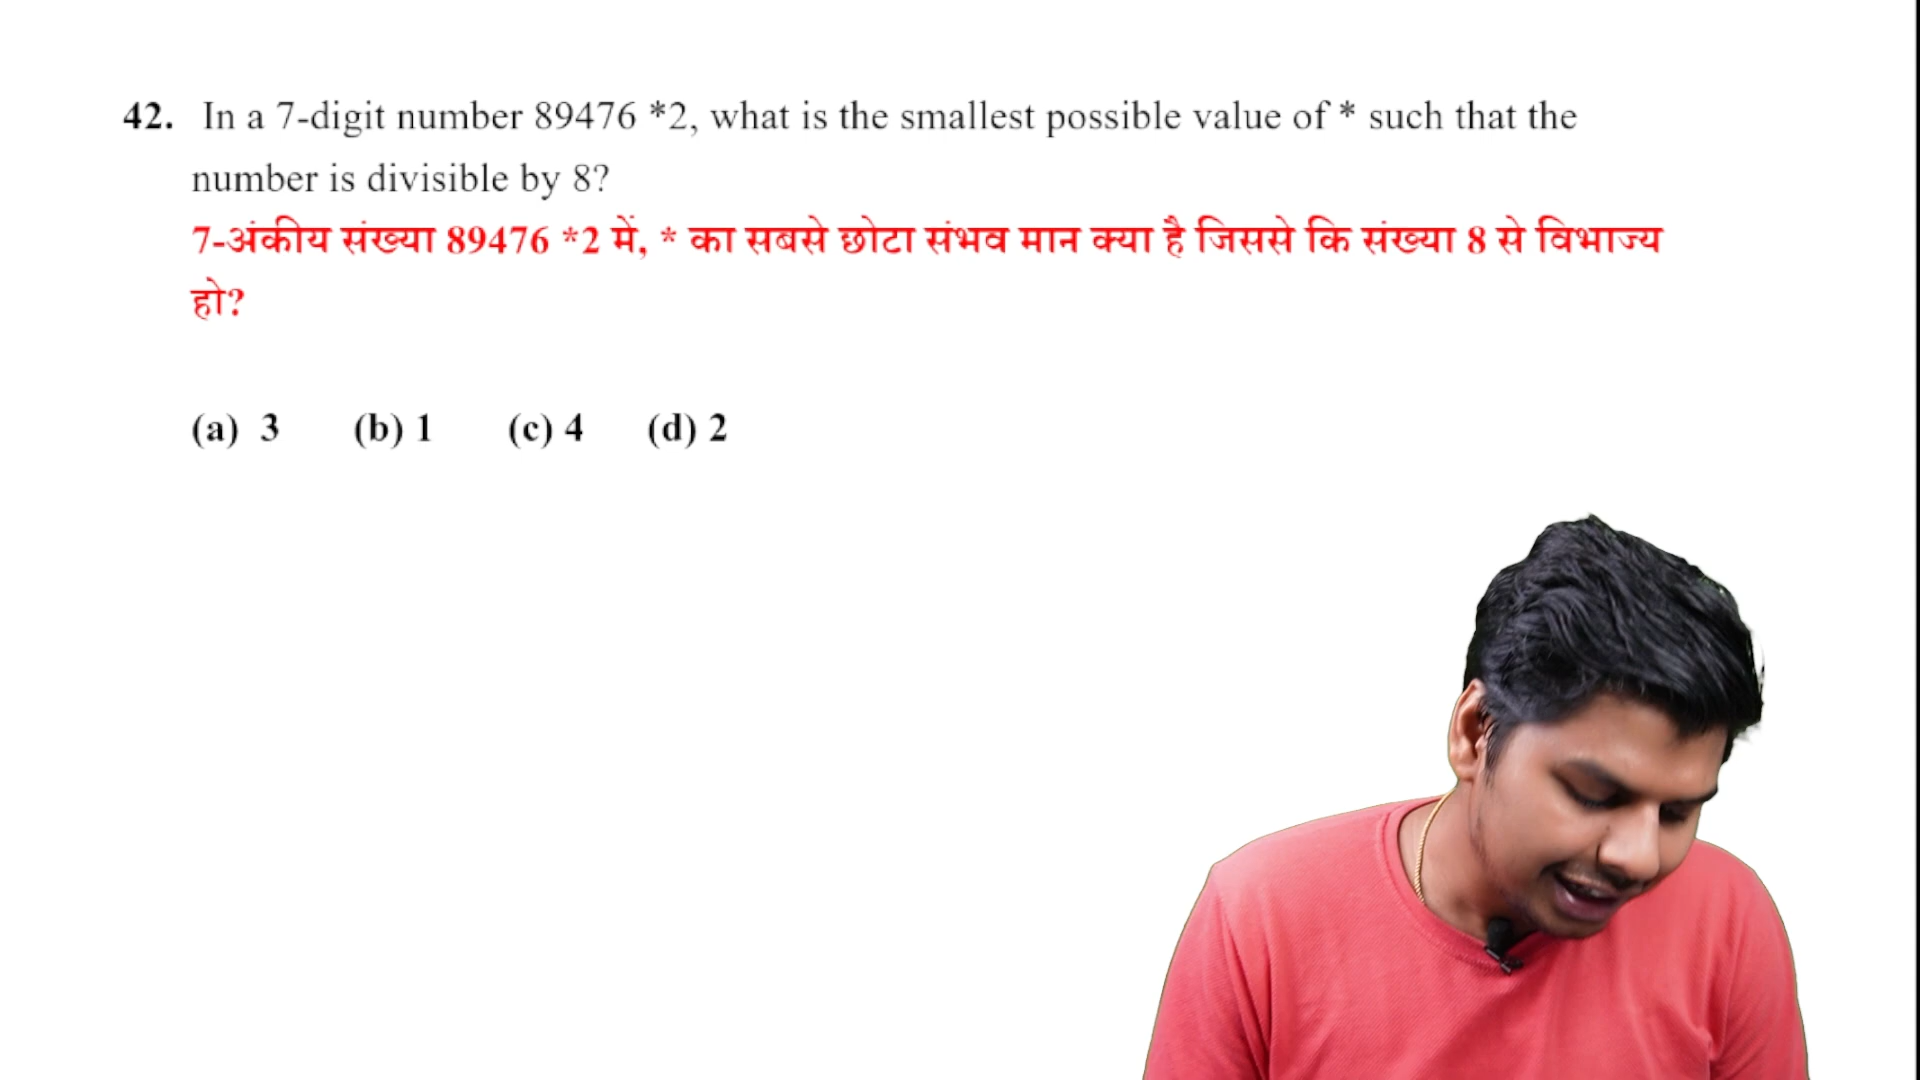 42. In a 7-digit number 89476 *2, what is the smallest possible value of * such that the
number is divisible by 8?
7-अंकीय संख्या 89476 *2 में, * का सबसे छोटा संभव मान क्या है जिससे कि संख्या 8 से विभाज्य
हो?
(a) 3 (b) 1 (c) 4 (d) 2